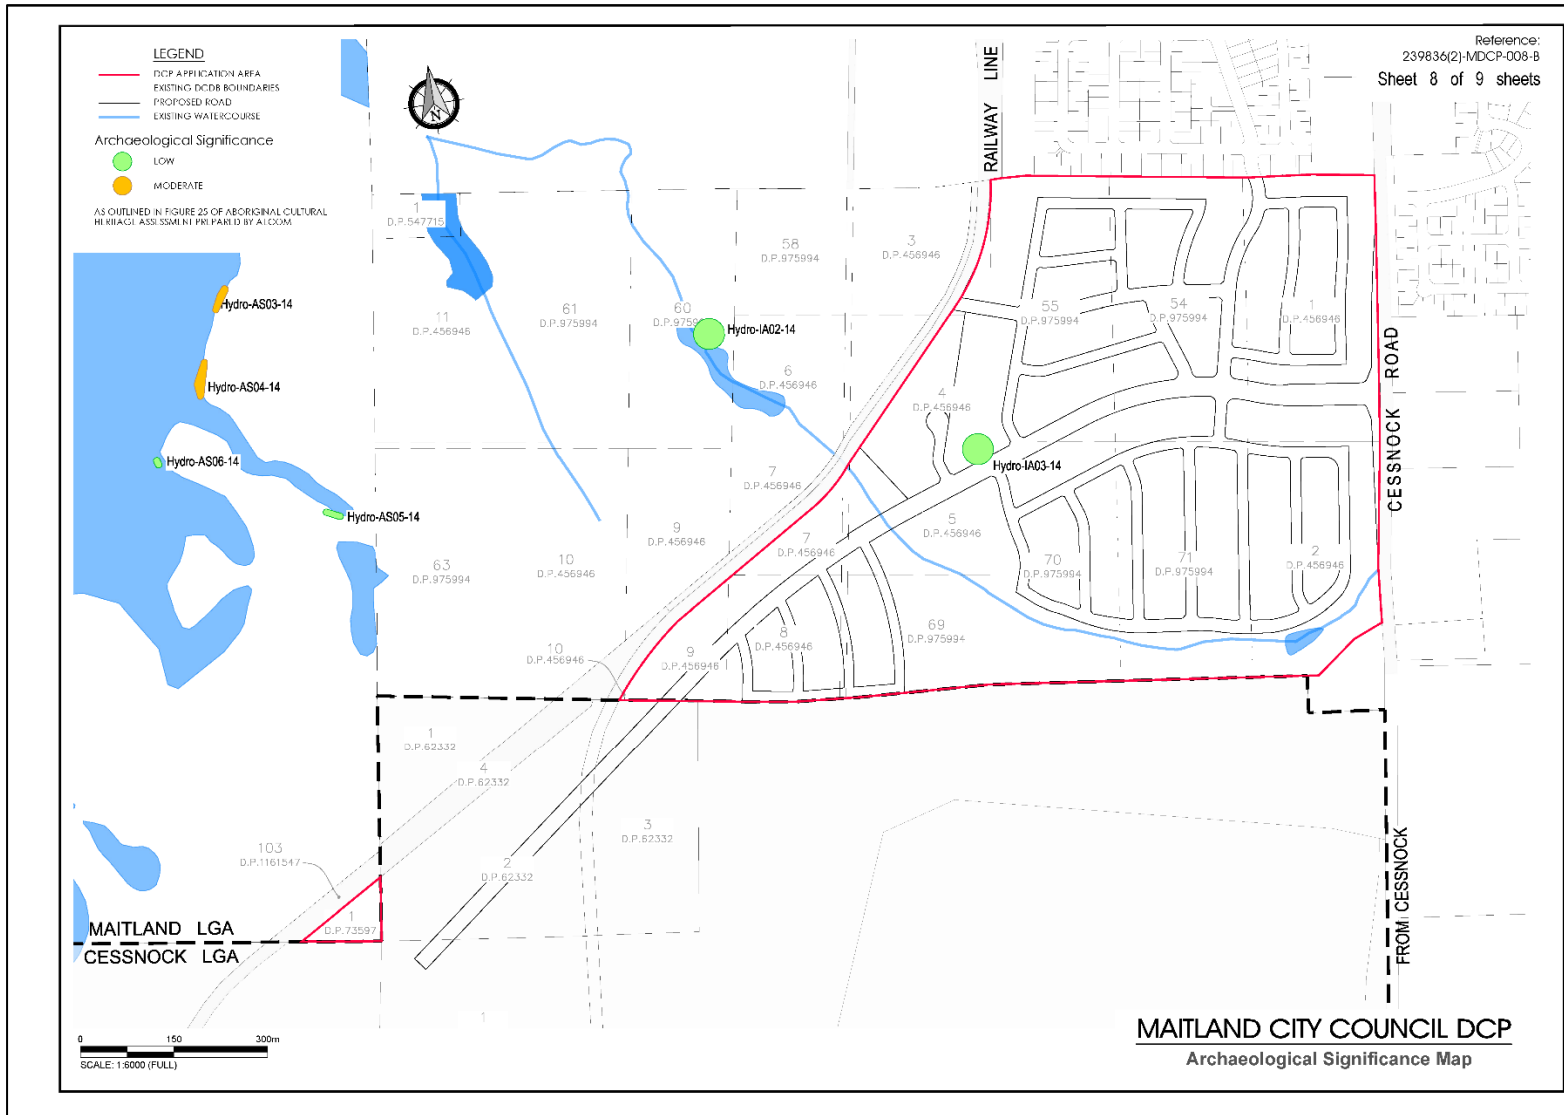 LEGEND
DCP APPLICATION AREA
EXISTING DCDB BOUNDARIES
PROPOSED ROAD
EXISTING WATERCOURSE
Archaeological Significance
LOW
MODERATE
AS OUTLINED IN FIGURE 25 OF ABORIGINAL CULTURAL
HERITAGE ASSESSMENT PREPARED BY
N
RAILWAY LINE
Reference:
239836(2)-MDCP-008-B
Sheet 8 of 9 sheets
1
D.P.547715
58
D.P.975994
3
D.P.456946
Hydro-AS03-14
11
D.P.456946
61
D.P.975994
60
Hydro-IA02-14
55
D.P.975994
54
D.P.975994
1
D.P.456946
6
D.P.456946
4
D.P.456946
CESSNOCK ROAD
Hydro-AS04-14
Hydro-AS06-14
Hydro-IA03-14
7
D.P.456946
Hydro-AS05-14
9
D.P.456946
5
D.P.456946
7
D.P.456946
63
D.P.975994
10
D.P.456946
70
D.P.975994
71
D.P.975994
2
D.P.456946
8
D.P.456946
69
D.P.975994
10
D.P.456946
9
D.P.456946
1
D.P.62332
4
D.P.62332
3
D.P.62332
2
D.P.62332
103
D.P.1161547
1
D.P.73597
MAITLAND LGA
CESSNOCK LGA
FROM CESSNOCK
1
0 150 300m
SCALE: 1:6000 (FULL)
MAITLAND CITY COUNCIL DCP
Archaeological Significance Map